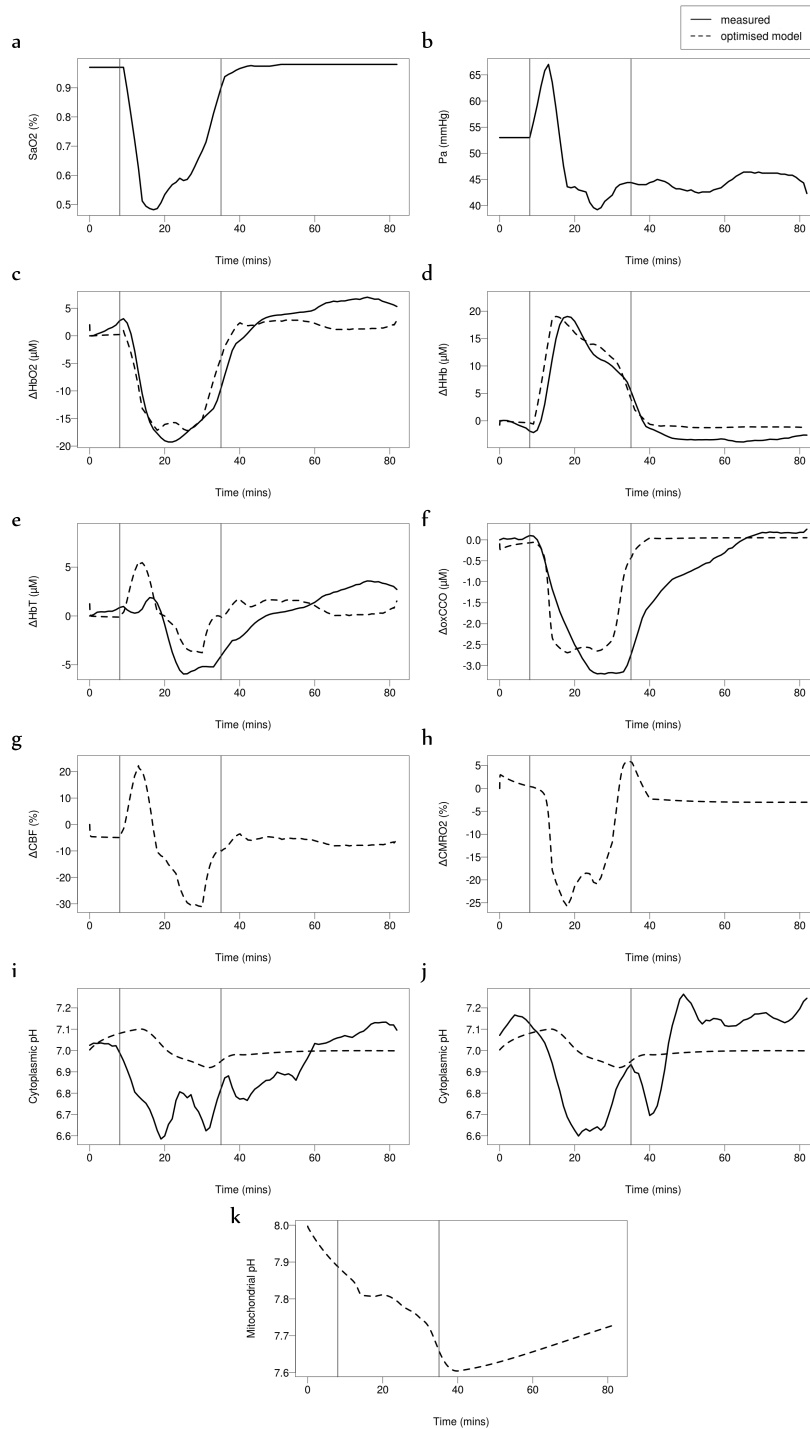 measured
optimised model
a
SaO2 (%)
0.9
0.8
0.7
0.6
0.5
0 20 40 60 80
Time (mins)
b
Pa (mmHg)
65
60
55
50
45
40
0 20 40 60 80
Time (mins)
c
ΔHbO2 (µM)
5
0
-5
-10
-15
-20
0 20 40 60 80
Time (mins)
d
ΔHHb (µM)
20
15
10
5
0
0 20 40 60 80
Time (mins)
e
ΔHbT (µM)
5
0
-5
0 20 40 60 80
Time (mins)
f
ΔoxCCO (µM)
0.0
-0.5
-1.0
-1.5
-2.0
-2.5
-3.0
0 20 40 60 80
Time (mins)
g
ΔCBF (%)
20
10
0
-10
-20
-30
0 20 40 60 80
Time (mins)
h
ΔCMRO2 (%)
5
0
-5
-10
-15
-20
-25
0 20 40 60 80
Time (mins)
i
Cytoplasmic pH
7.2
7.1
7.0
6.9
6.8
6.7
6.6
0 20 40 60 80
Time (mins)
j
Cytoplasmic pH
7.2
7.1
7.0
6.9
6.8
6.7
6.6
0 20 40 60 80
Time (mins)
k
Mitochondrial pH
8.0
7.9
7.8
7.7
7.6
0 20 40 60 80
Time (mins)